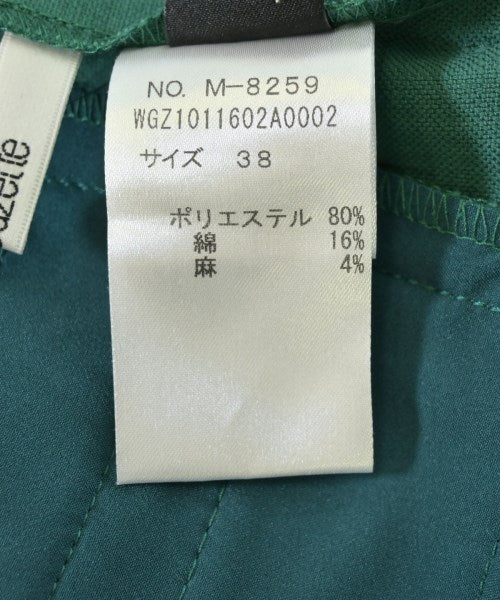 NO. M-8259
WGZ1011602A0002
サイズ 38
ポリエステル 80%
綿 16%
麻 4%